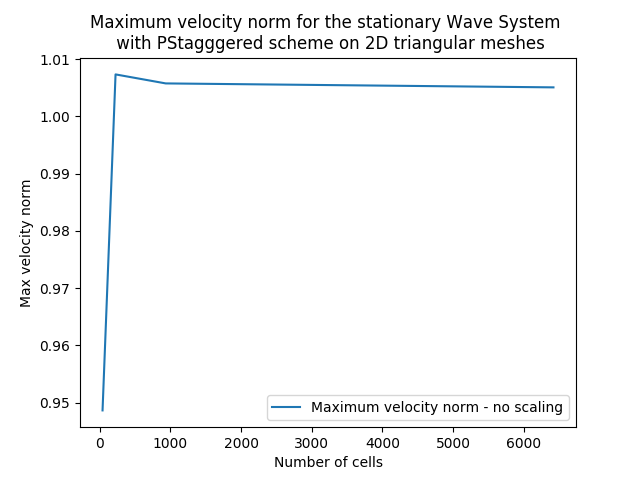 Maximum velocity norm for the stationary Wave System
with PStagggered scheme on 2D triangular meshes
1.01
1.00
0.99
0.98
0.97
0.96
0.95
Max velocity norm
Maximum velocity norm - no scaling
0 1000 2000 3000 4000 5000 6000
Number of cells